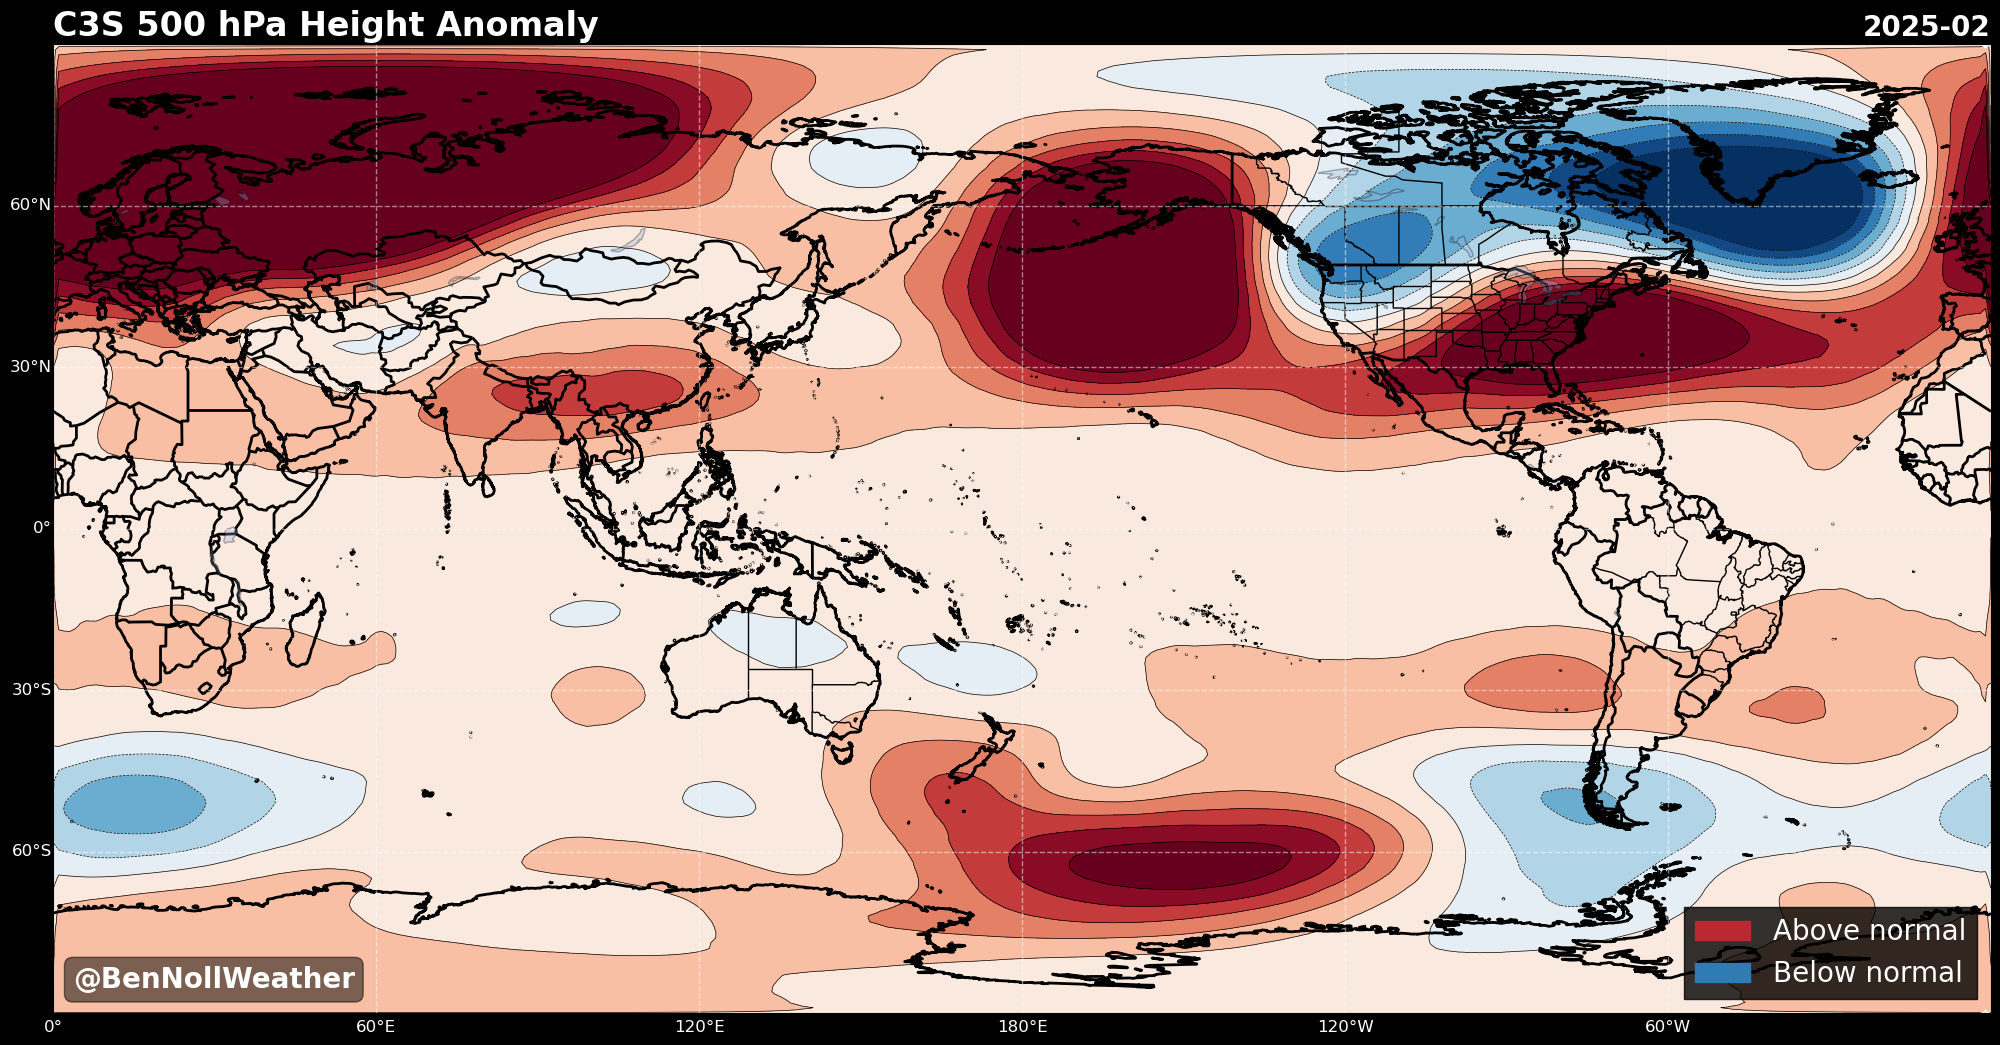 C3S 500 hPa Height Anomaly
2025-02
60°N
30°N
0°
30°S
60°S
Above normal
Below normal
@BenNollWeather
0°
60°E
120°E
180°E
120°W
60°W